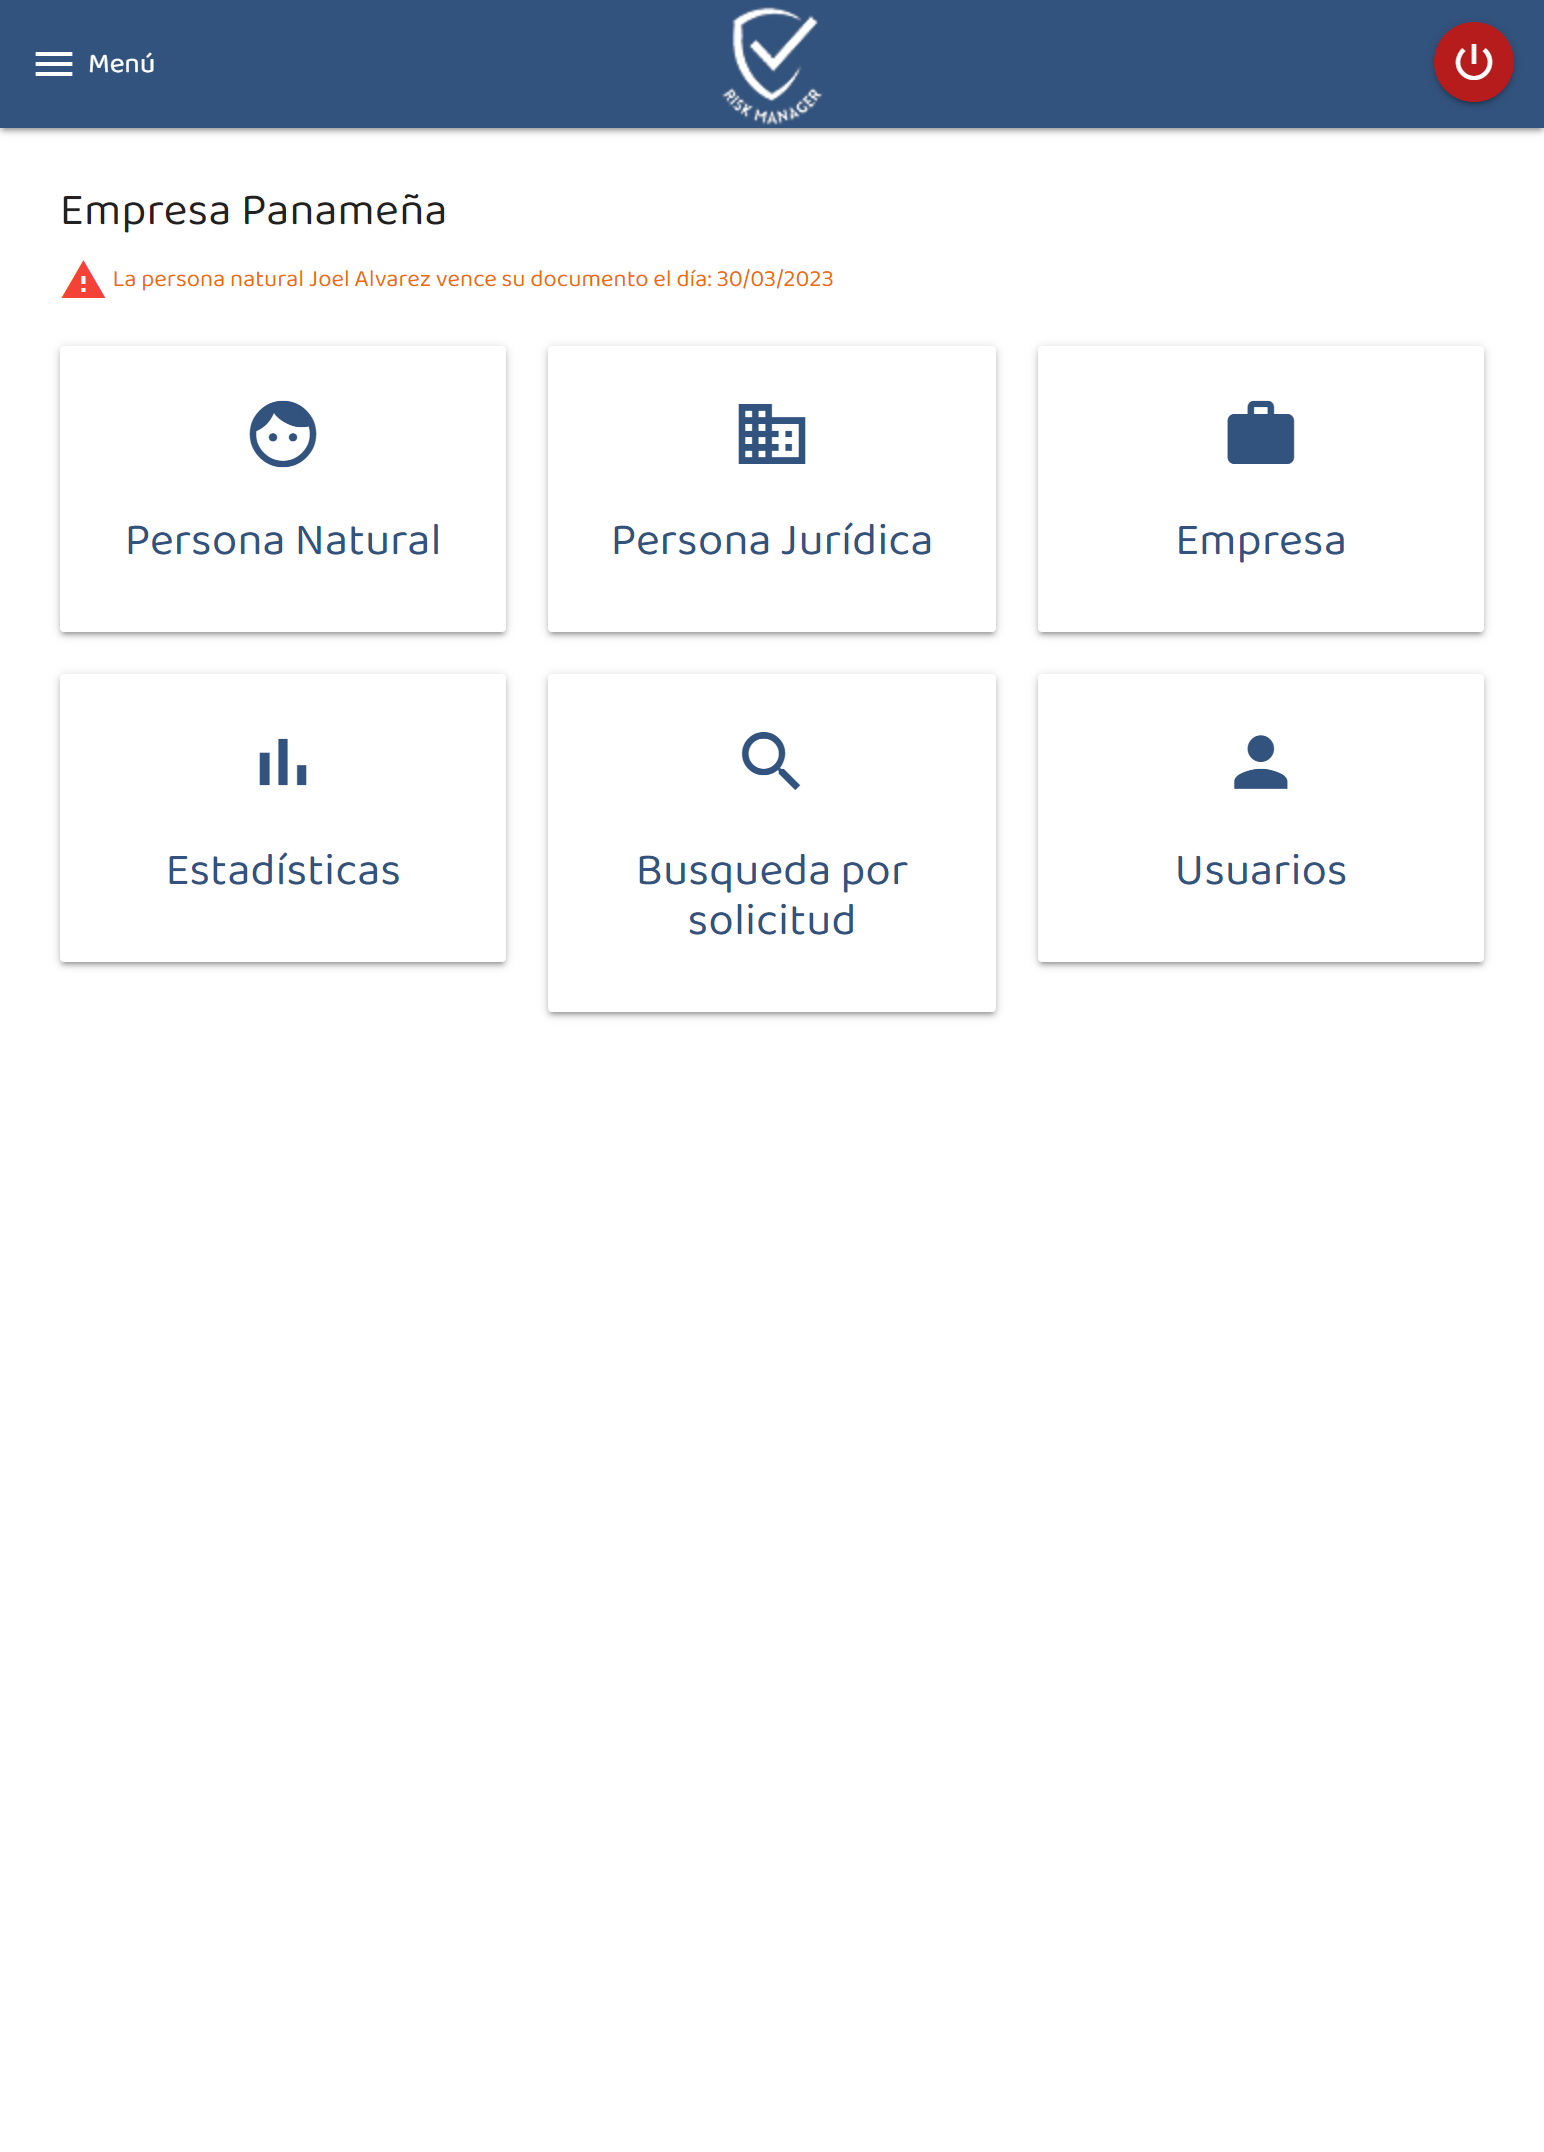 Menú
RISK MANAGER
Empresa Panameña
La persona natural Joel Alvarez vence su documento el día: 30/03/2023
Persona Natural
Persona Jurídica
Empresa
Estadísticas
Busqueda por
solicitud
Usuarios